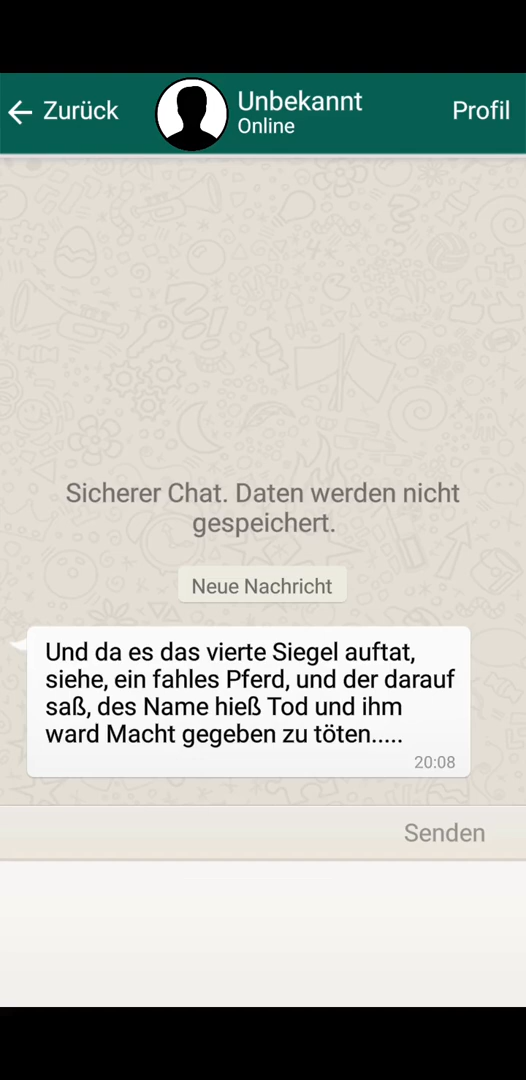 Zurück
Unbekannt
Online
Profil
Sicherer Chat. Daten werden nicht
gespeichert.
Neue Nachricht
Und da es das vierte Siegel auftat,
siehe, ein fahles Pferd, und der darauf
saß, des Name hieß Tod und ihm
ward Macht gegeben zu töten.....
20:08
Senden